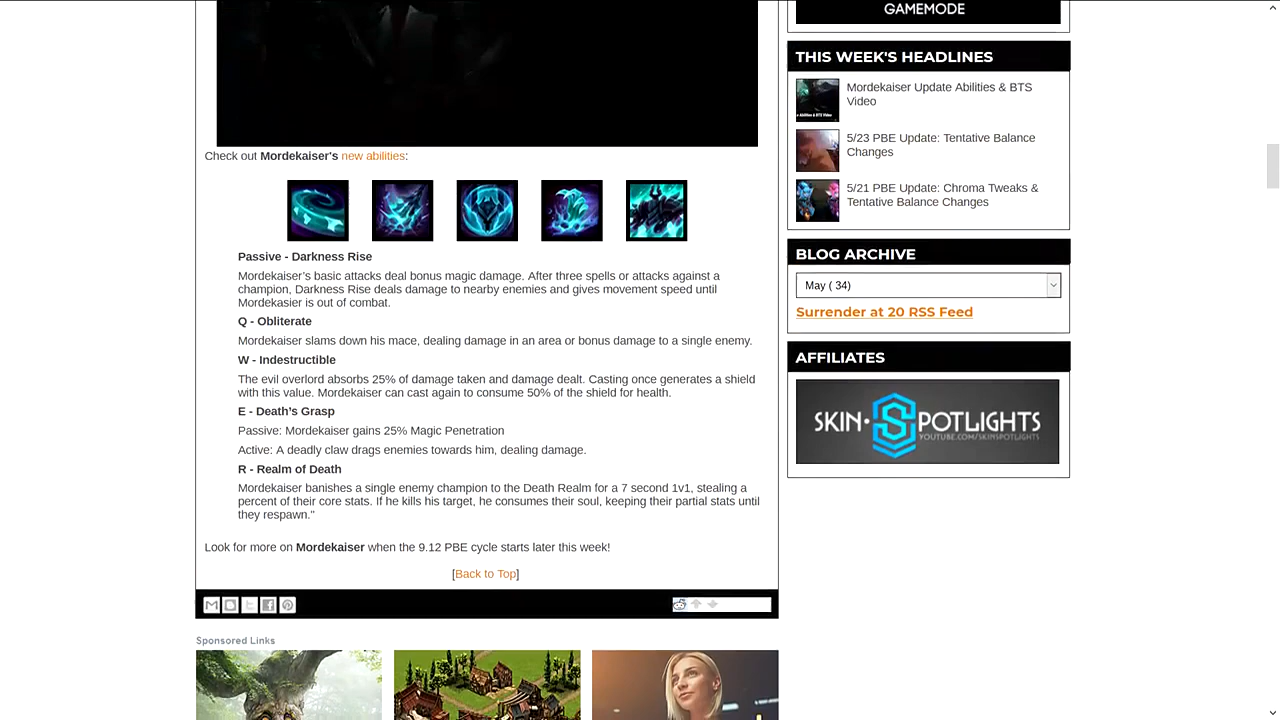 GAMEMODE
THIS WEEK'S HEADLINES
Mordekaiser Update Abilities & BTS
Video
5/23 PBE Update: Tentative Balance
Changes
5/21 PBE Update: Chroma Tweaks &
Tentative Balance Changes
BLOG ARCHIVE
May ( 34)
Surrender at 20 RSS Feed
AFFILIATES
SKIN·SPOTLIGHTS
YOUTUBE.COM/SKINSPOTLIGHTS
Check out Mordekaiser's new abilities:
Passive - Darkness Rise
Mordekaiser’s basic attacks deal bonus magic damage. After three spells or attacks against a
champion, Darkness Rise deals damage to nearby enemies and gives movement speed until
Mordekasier is out of combat.
Q - Obliterate
Mordekaiser slams down his mace, dealing damage in an area or bonus damage to a single enemy.
W - Indestructible
The evil overlord absorbs 25% of damage taken and damage dealt. Casting once generates a shield
with this value. Mordekaiser can cast again to consume 50% of the shield for health.
E - Death’s Grasp
Passive: Mordekaiser gains 25% Magic Penetration
Active: A deadly claw drags enemies towards him, dealing damage.
R - Realm of Death
Mordekaiser banishes a single enemy champion to the Death Realm for a 7 second 1v1, stealing a
percent of their core stats. If he kills his target, he consumes their soul, keeping their partial stats until
they respawn."
Look for more on Mordekaiser when the 9.12 PBE cycle starts later this week!
[Back to Top]
Sponsored Links